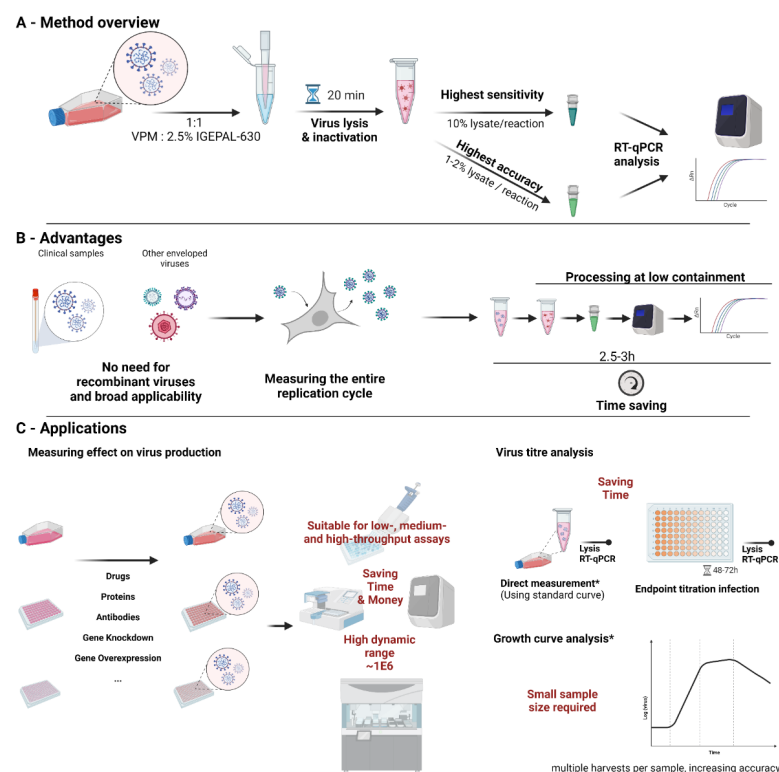 A - Method overview
1:1
VPM : 2.5% IGEPAL-630
20 min
Virus lysis
& inactivation
Highest sensitivity
10% lysate/reaction
Highest accuracy
1-2% lysate / reaction
RT-qPCR
analysis
ΔRn
Cycle
B - Advantages
Clinical samples
Other enveloped
viruses
No need for
recombinant viruses
and broad applicability
Measuring the entire
replication cycle
Processing at low containment
ΔRn
Cycle
2.5-3h
Time saving
C - Applications
Measuring effect on virus production
Drugs
Proteins
Antibodies
Gene Knockdown
Gene Overexpression
...
Suitable for low-, medium-
and high-throughput assays
Saving
Time
& Money
High dynamic
range
~1E6
Virus titre analysis
Saving
Time
Lysis
RT-qPCR
Direct measurement*
(Using standard curve)
48-72h
Endpoint titration infection
Lysis
RT-qPCR
Growth curve analysis*
Small sample
size required
Log (virus)
Time
multiple harvests per sample, increasing accuracy